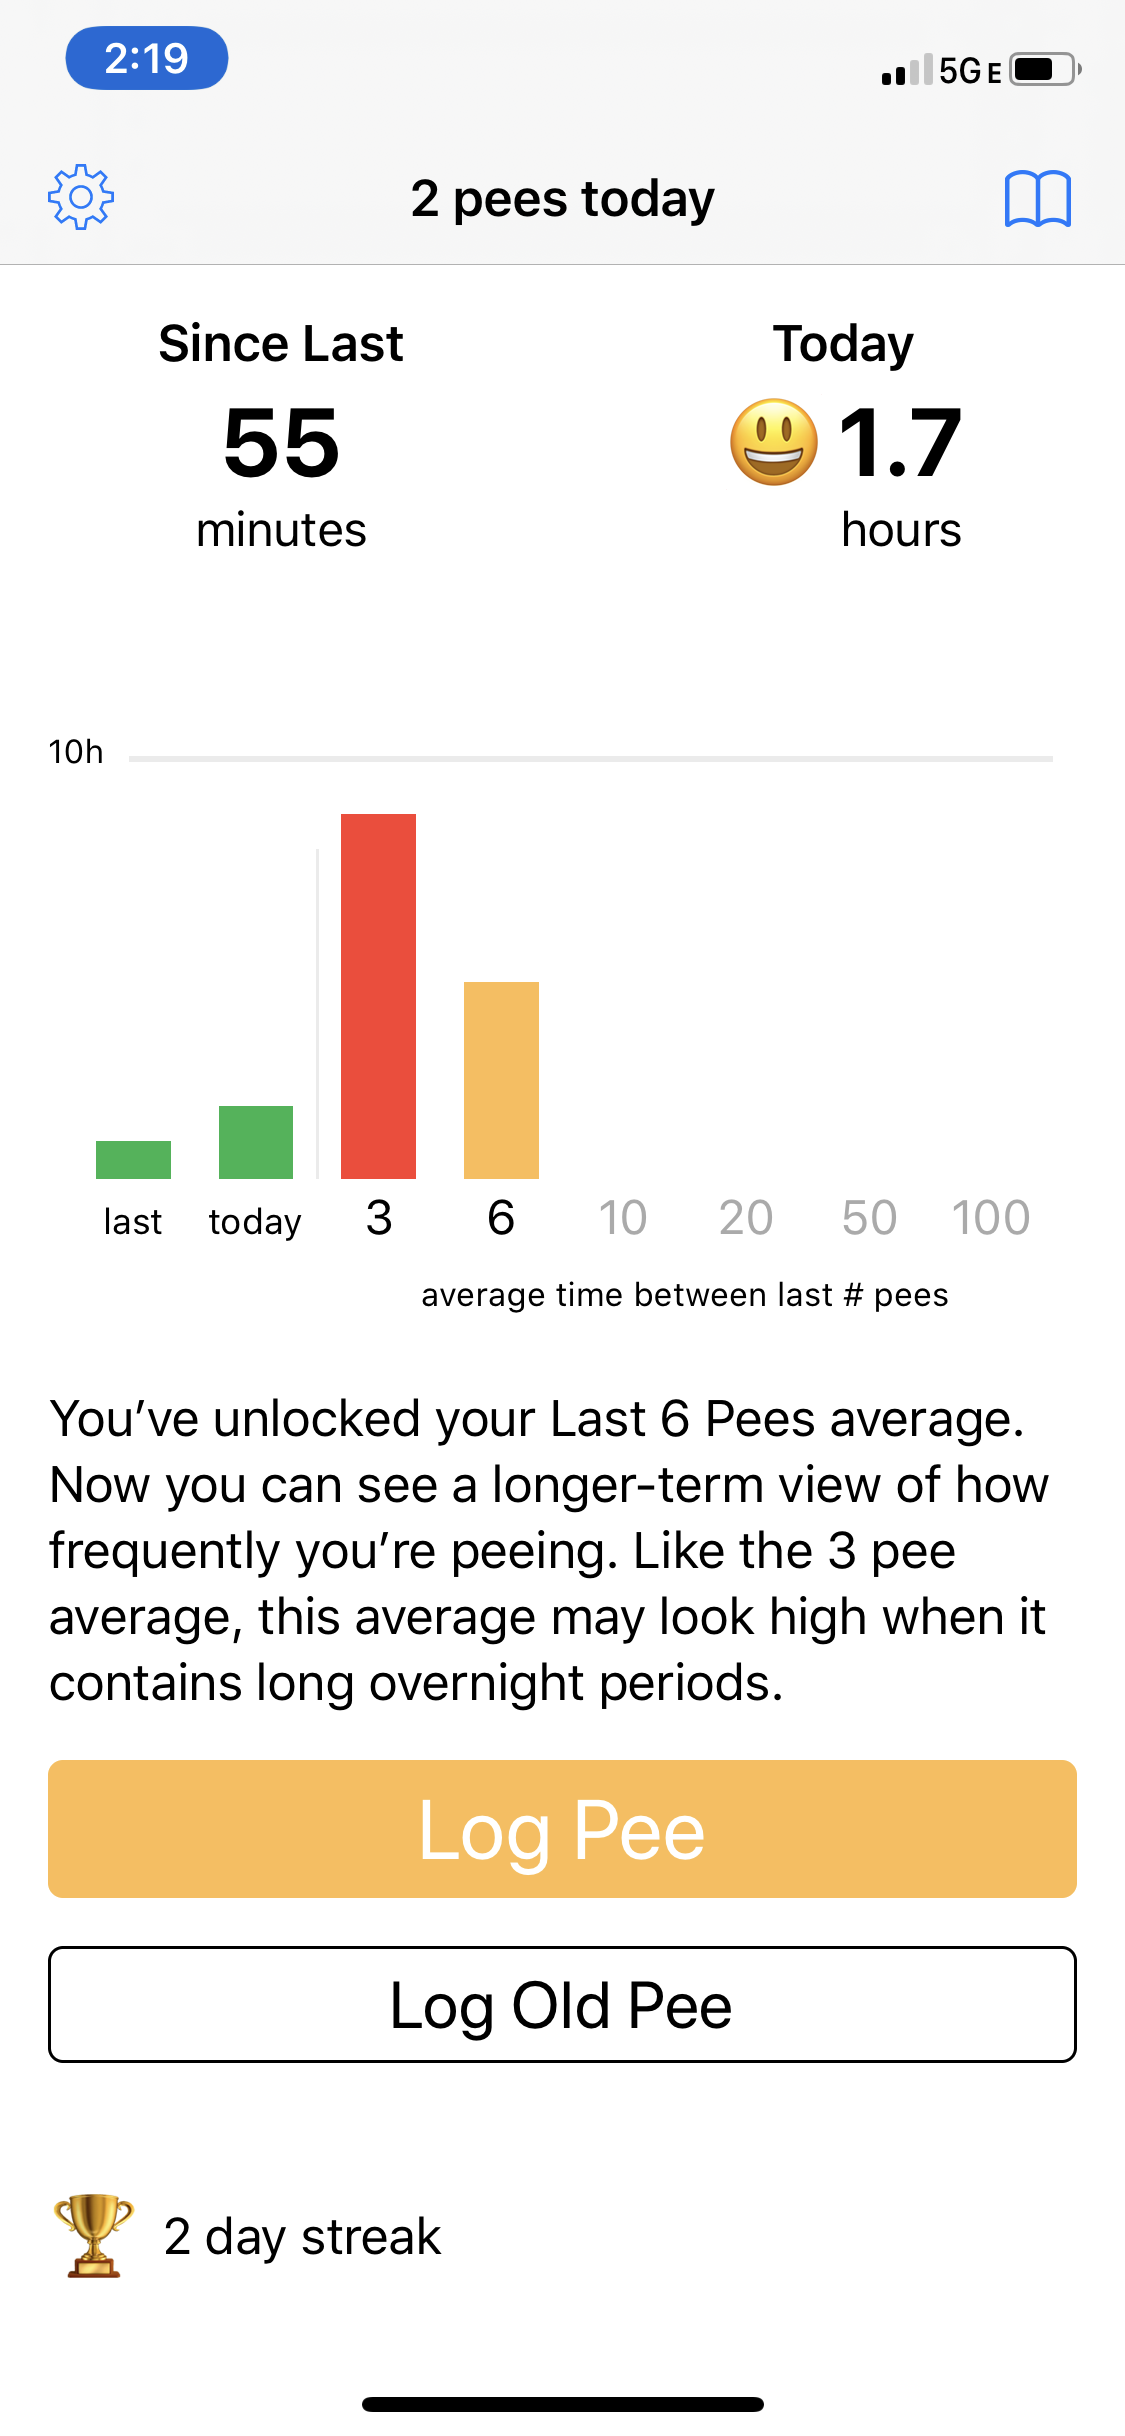 2:19
5G E
2 pees today
Since Last
Today
55
1.7
minutes
hours
10h
last today 3 6 10 20 50 100
average time between last # pees
You’ve unlocked your Last 6 Pees average.
Now you can see a longer-term view of how
frequently you’re peeing. Like the 3 pee
average, this average may look high when it
contains long overnight periods.
Log Pee
Log Old Pee
2 day streak